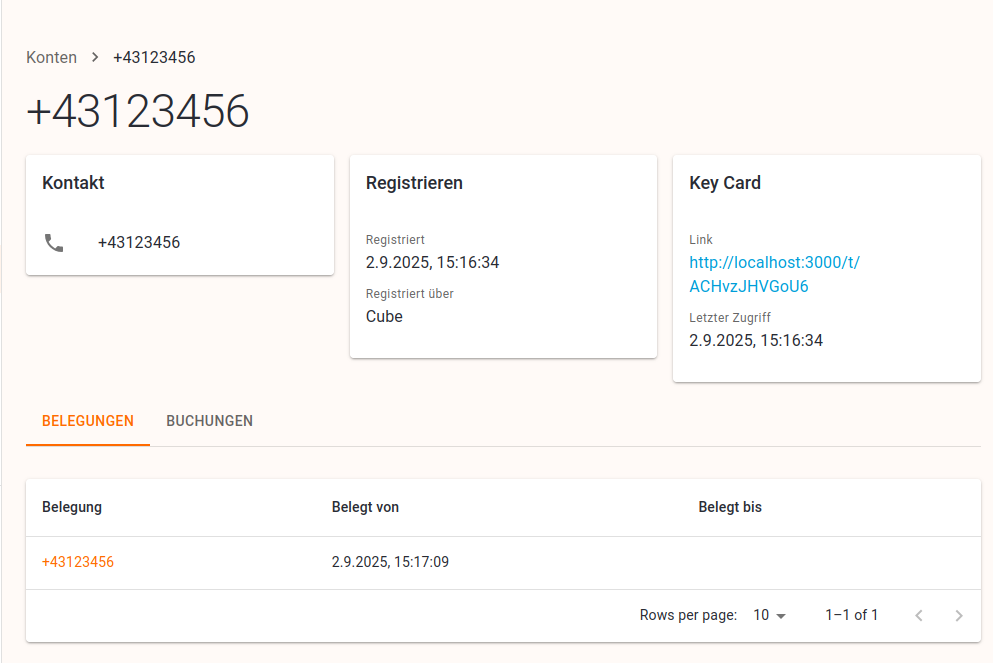 Konten > +43123456
+43123456
Kontakt
+43123456
Registrieren
Registriert
2.9.2025, 15:16:34
Registriert über
Cube
Key Card
Link
http://localhost:3000/t/
ACHvzJHVGoU6
Letzter Zugriff
2.9.2025, 15:16:34
BELEGUNGEN BUCHUNGEN
Belegung Belegt von Belegt bis
+43123456 2.9.2025, 15:17:09
Rows per page: 10 1–1 of 1